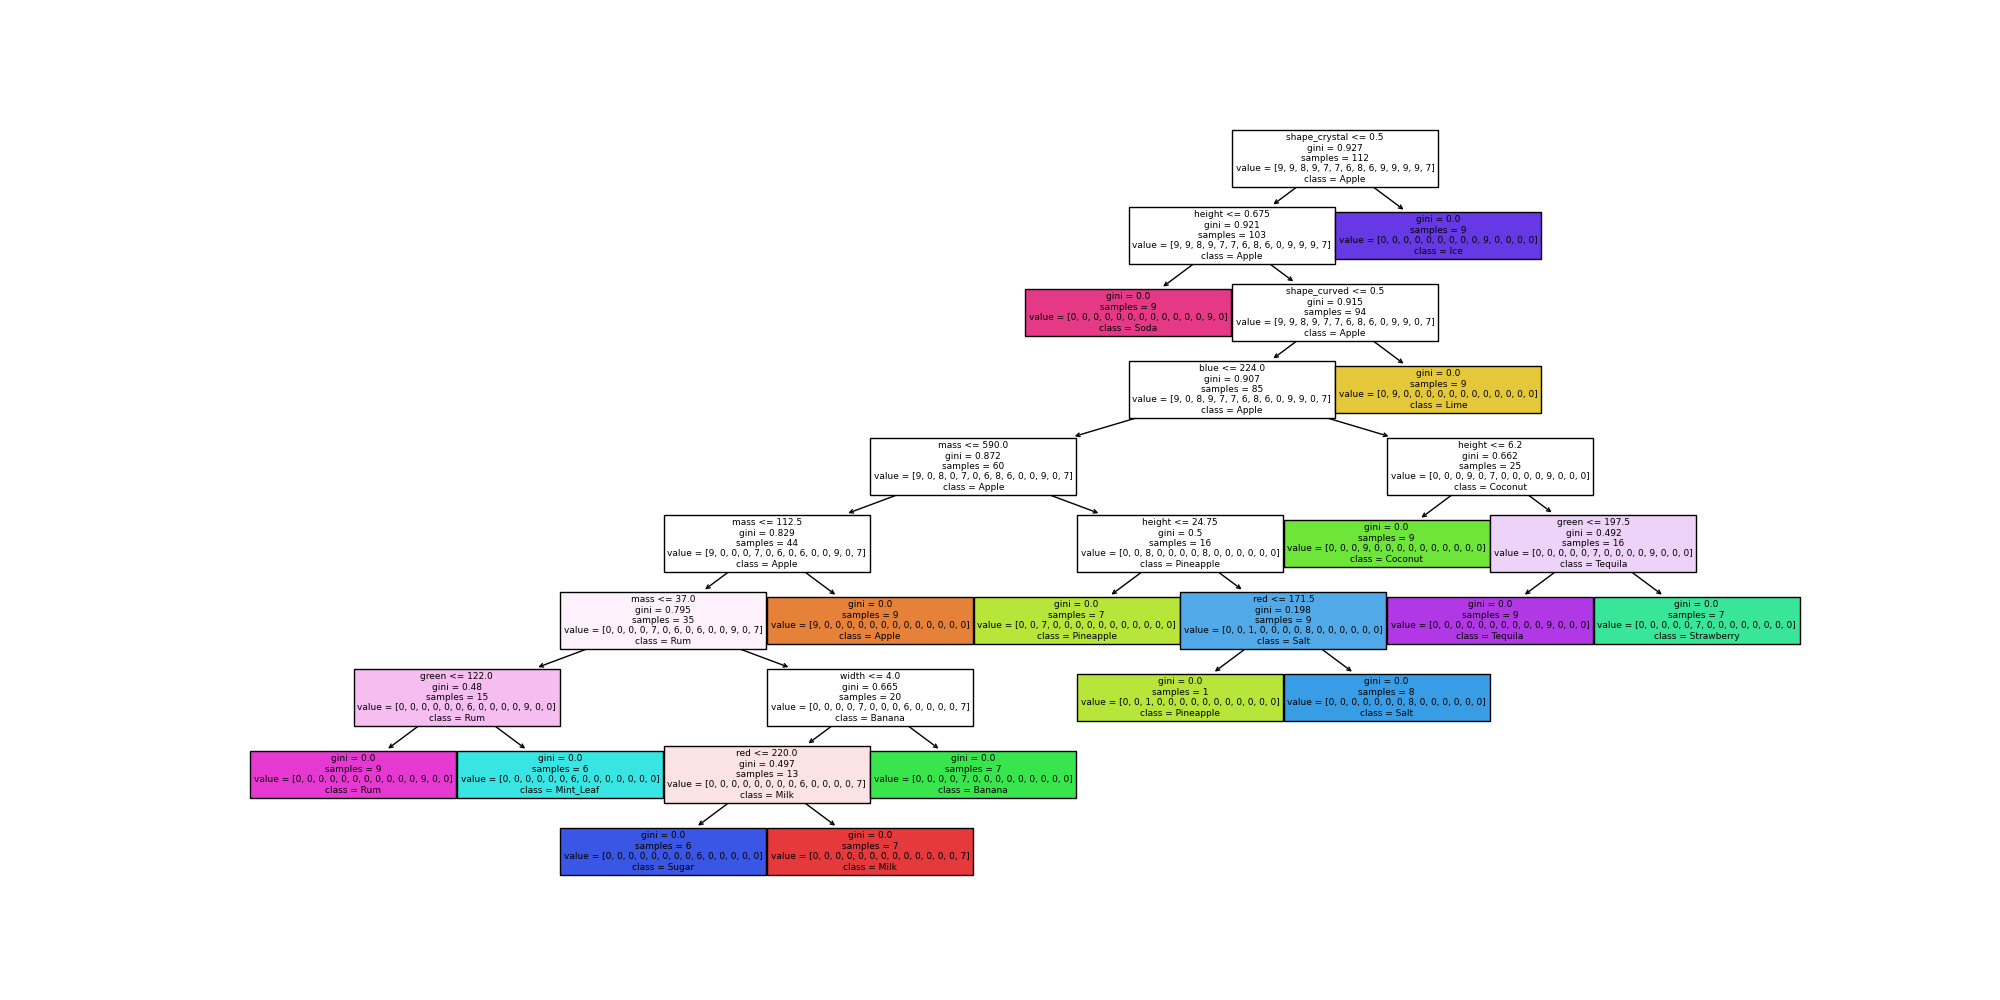 shape_crystal <= 0.5
gini = 0.927
samples = 112
value = [9, 9, 8, 9, 7, 7, 6, 8, 6, 9, 9, 9, 9, 7]
class = Apple
height <= 0.675
gini = 0.921
samples = 103
value = [9, 9, 8, 9, 7, 7, 6, 8, 6, 0, 9, 9, 9, 7]
class = Apple
gini = 0.0
samples = 9
value = [0, 0, 0, 0, 0, 0, 0, 0, 0, 9, 0, 0, 0, 0]
class = Ice
gini = 0.0
samples = 9
value = [0, 0, 0, 0, 0, 0, 0, 0, 0, 0, 0, 0, 9, 0]
class = Soda
shape_curved <= 0.5
gini = 0.915
samples = 94
value = [9, 9, 8, 9, 7, 7, 6, 8, 6, 0, 9, 9, 0, 7]
class = Apple
blue <= 224.0
gini = 0.907
samples = 85
value = [9, 0, 8, 9, 7, 7, 6, 8, 6, 0, 9, 9, 0, 7]
class = Apple
gini = 0.0
samples = 9
value = [0, 9, 0, 0, 0, 0, 0, 0, 0, 0, 0, 0, 0, 0]
class = Lime
mass <= 590.0
gini = 0.872
samples = 60
value = [9, 0, 8, 0, 7, 0, 6, 8, 6, 0, 0, 9, 0, 7]
class = Apple
height <= 6.2
gini = 0.662
samples = 25
value = [0, 0, 0, 9, 0, 7, 0, 0, 0, 0, 9, 0, 0, 0]
class = Coconut
mass <= 112.5
gini = 0.829
samples = 44
value = [9, 0, 0, 0, 7, 0, 6, 0, 6, 0, 0, 9, 0, 7]
class = Apple
height <= 24.75
gini = 0.5
samples = 16
value = [0, 0, 8, 0, 0, 0, 0, 8, 0, 0, 0, 0, 0, 0]
class = Pineapple
gini = 0.0
samples = 9
value = [0, 0, 0, 9, 0, 0, 0, 0, 0, 0, 0, 0, 0, 0]
class = Coconut
green <= 197.5
gini = 0.492
samples = 16
value = [0, 0, 0, 0, 0, 7, 0, 0, 0, 0, 9, 0, 0, 0]
class = Tequila
mass <= 37.0
gini = 0.795
samples = 35
value = [0, 0, 0, 0, 7, 0, 6, 0, 6, 0, 0, 9, 0, 7]
class = Rum
gini = 0.0
samples = 9
value = [9, 0, 0, 0, 0, 0, 0, 0, 0, 0, 0, 0, 0, 0]
class = Apple
gini = 0.0
samples = 7
value = [0, 0, 7, 0, 0, 0, 0, 0, 0, 0, 0, 0, 0, 0]
class = Pineapple
red <= 171.5
gini = 0.198
samples = 9
value = [0, 0, 1, 0, 0, 0, 0, 8, 0, 0, 0, 0, 0, 0]
class = Salt
gini = 0.0
samples = 9
value = [0, 0, 0, 0, 0, 0, 0, 0, 0, 0, 9, 0, 0, 0]
class = Tequila
gini = 0.0
samples = 7
value = [0, 0, 0, 0, 0, 7, 0, 0, 0, 0, 0, 0, 0, 0]
class = Strawberry
green <= 122.0
gini = 0.48
samples = 15
value = [0, 0, 0, 0, 0, 0, 6, 0, 0, 0, 0, 9, 0, 0]
class = Rum
width <= 4.0
gini = 0.665
samples = 20
value = [0, 0, 0, 0, 7, 0, 0, 0, 6, 0, 0, 0, 0, 7]
class = Banana
gini = 0.0
samples = 1
value = [0, 0, 1, 0, 0, 0, 0, 0, 0, 0, 0, 0, 0, 0]
class = Pineapple
gini = 0.0
samples = 8
value = [0, 0, 0, 0, 0, 0, 0, 8, 0, 0, 0, 0, 0, 0]
class = Salt
gini = 0.0
samples = 9
value = [0, 0, 0, 0, 0, 0, 0, 0, 0, 0, 0, 9, 0, 0]
class = Rum
gini = 0.0
samples = 6
value = [0, 0, 0, 0, 0, 0, 6, 0, 0, 0, 0, 0, 0, 0]
class = Mint_Leaf
red <= 220.0
gini = 0.497
samples = 13
value = [0, 0, 0, 0, 0, 0, 0, 0, 6, 0, 0, 0, 0, 7]
class = Milk
gini = 0.0
samples = 7
value = [0, 0, 0, 0, 7, 0, 0, 0, 0, 0, 0, 0, 0, 0]
class = Banana
gini = 0.0
samples = 6
value = [0, 0, 0, 0, 0, 0, 0, 0, 6, 0, 0, 0, 0, 0]
class = Sugar
gini = 0.0
samples = 7
value = [0, 0, 0, 0, 0, 0, 0, 0, 0, 0, 0, 0, 0, 7]
class = Milk